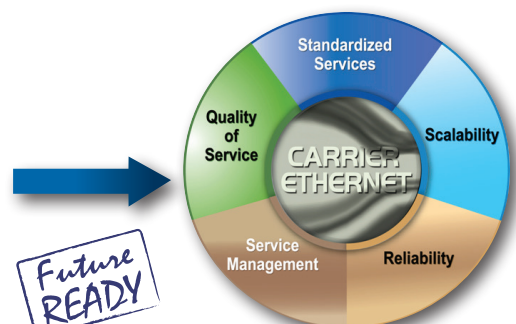 Standardized
Services
Quality
of
Service
Scalability
CARRIER
ETHERNET
Service
Management
Reliability
Future
READY